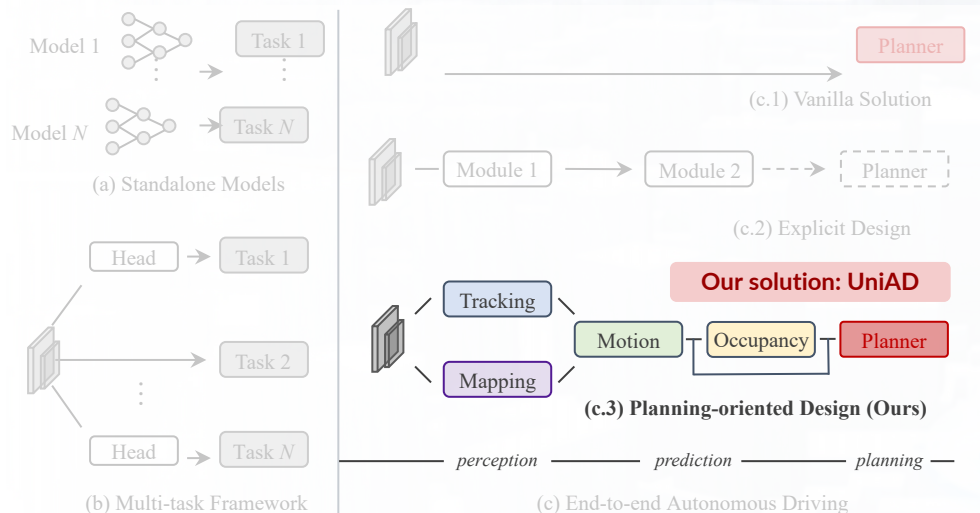 Model 1
Task 1
Model N
Task N
(a) Standalone Models
Head
Task 1
Task 2
Head
Task N
(b) Multi-task Framework
Planner
(c.1) Vanilla Solution
Module 1
Module 2
Planner
(c.2) Explicit Design
Our solution: UniAD
Tracking
Motion
Occupancy
Planner
Mapping
(c.3) Planning-oriented Design (Ours)
perception
prediction
planning
(c) End-to-end Autonomous Driving